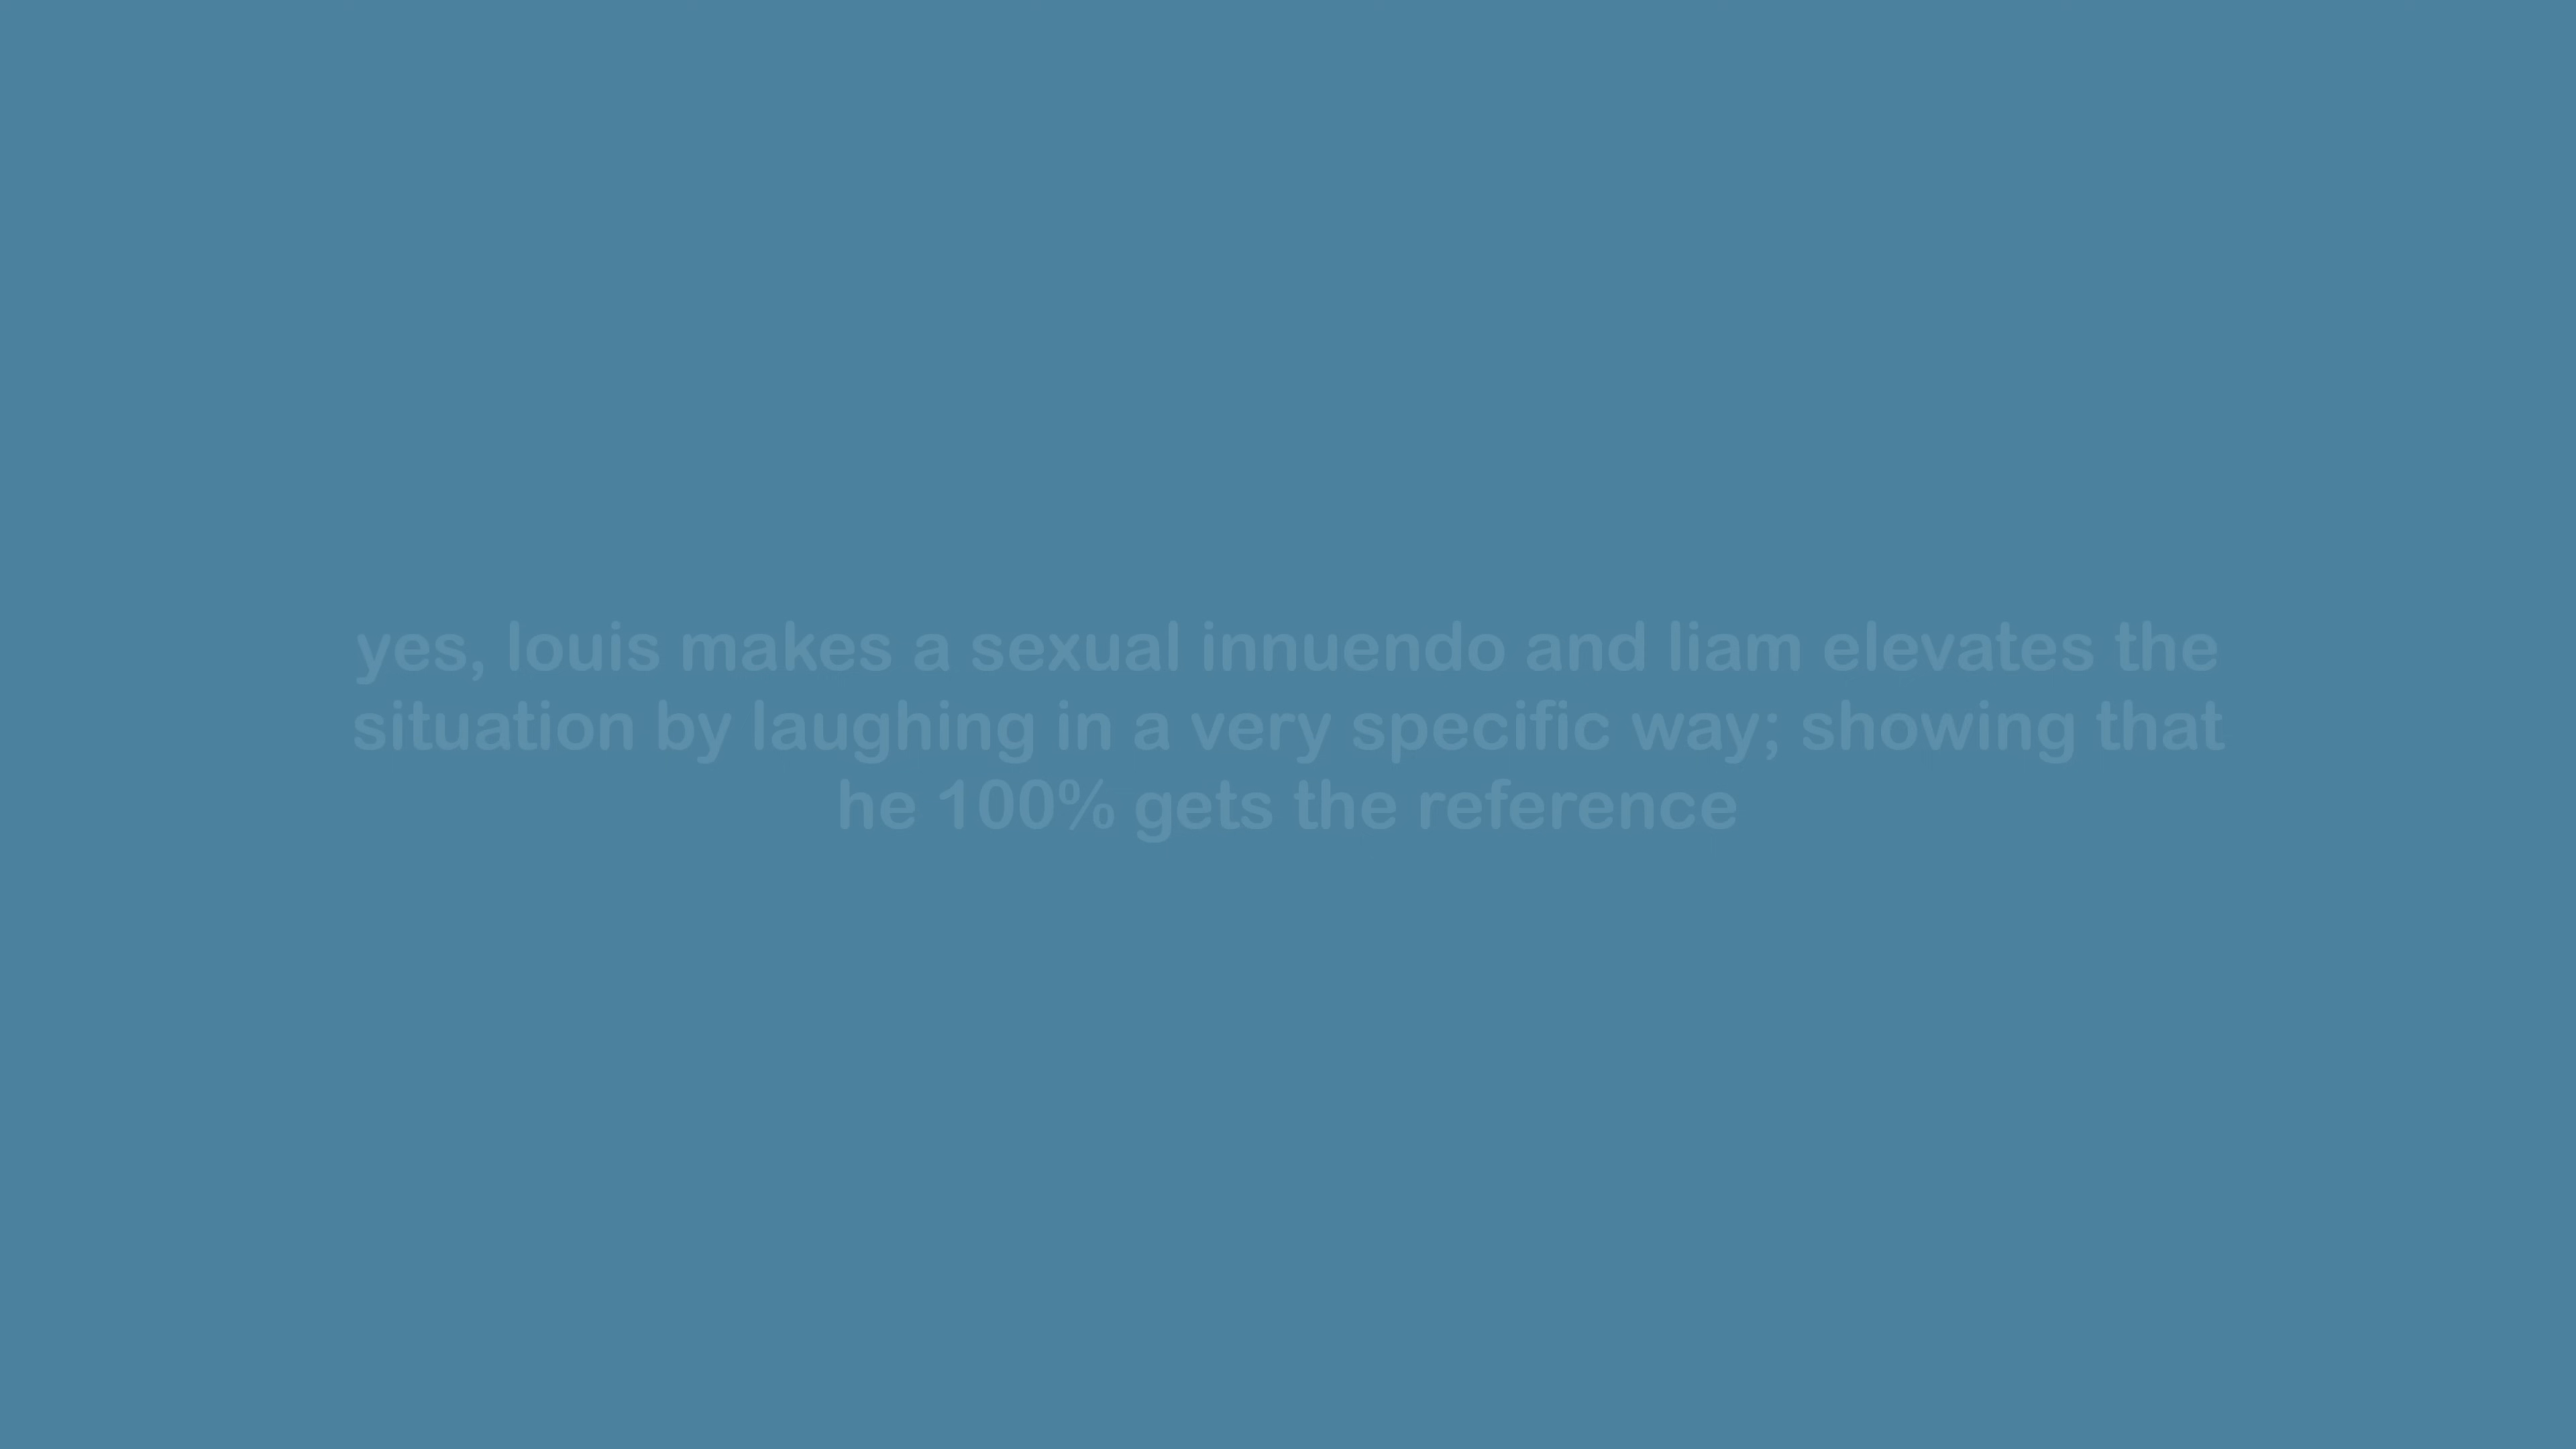 yes, louis makes a sexual innuendo and liam elevates the
situation by laughing in a very specific way; showing that
he 100% gets the reference